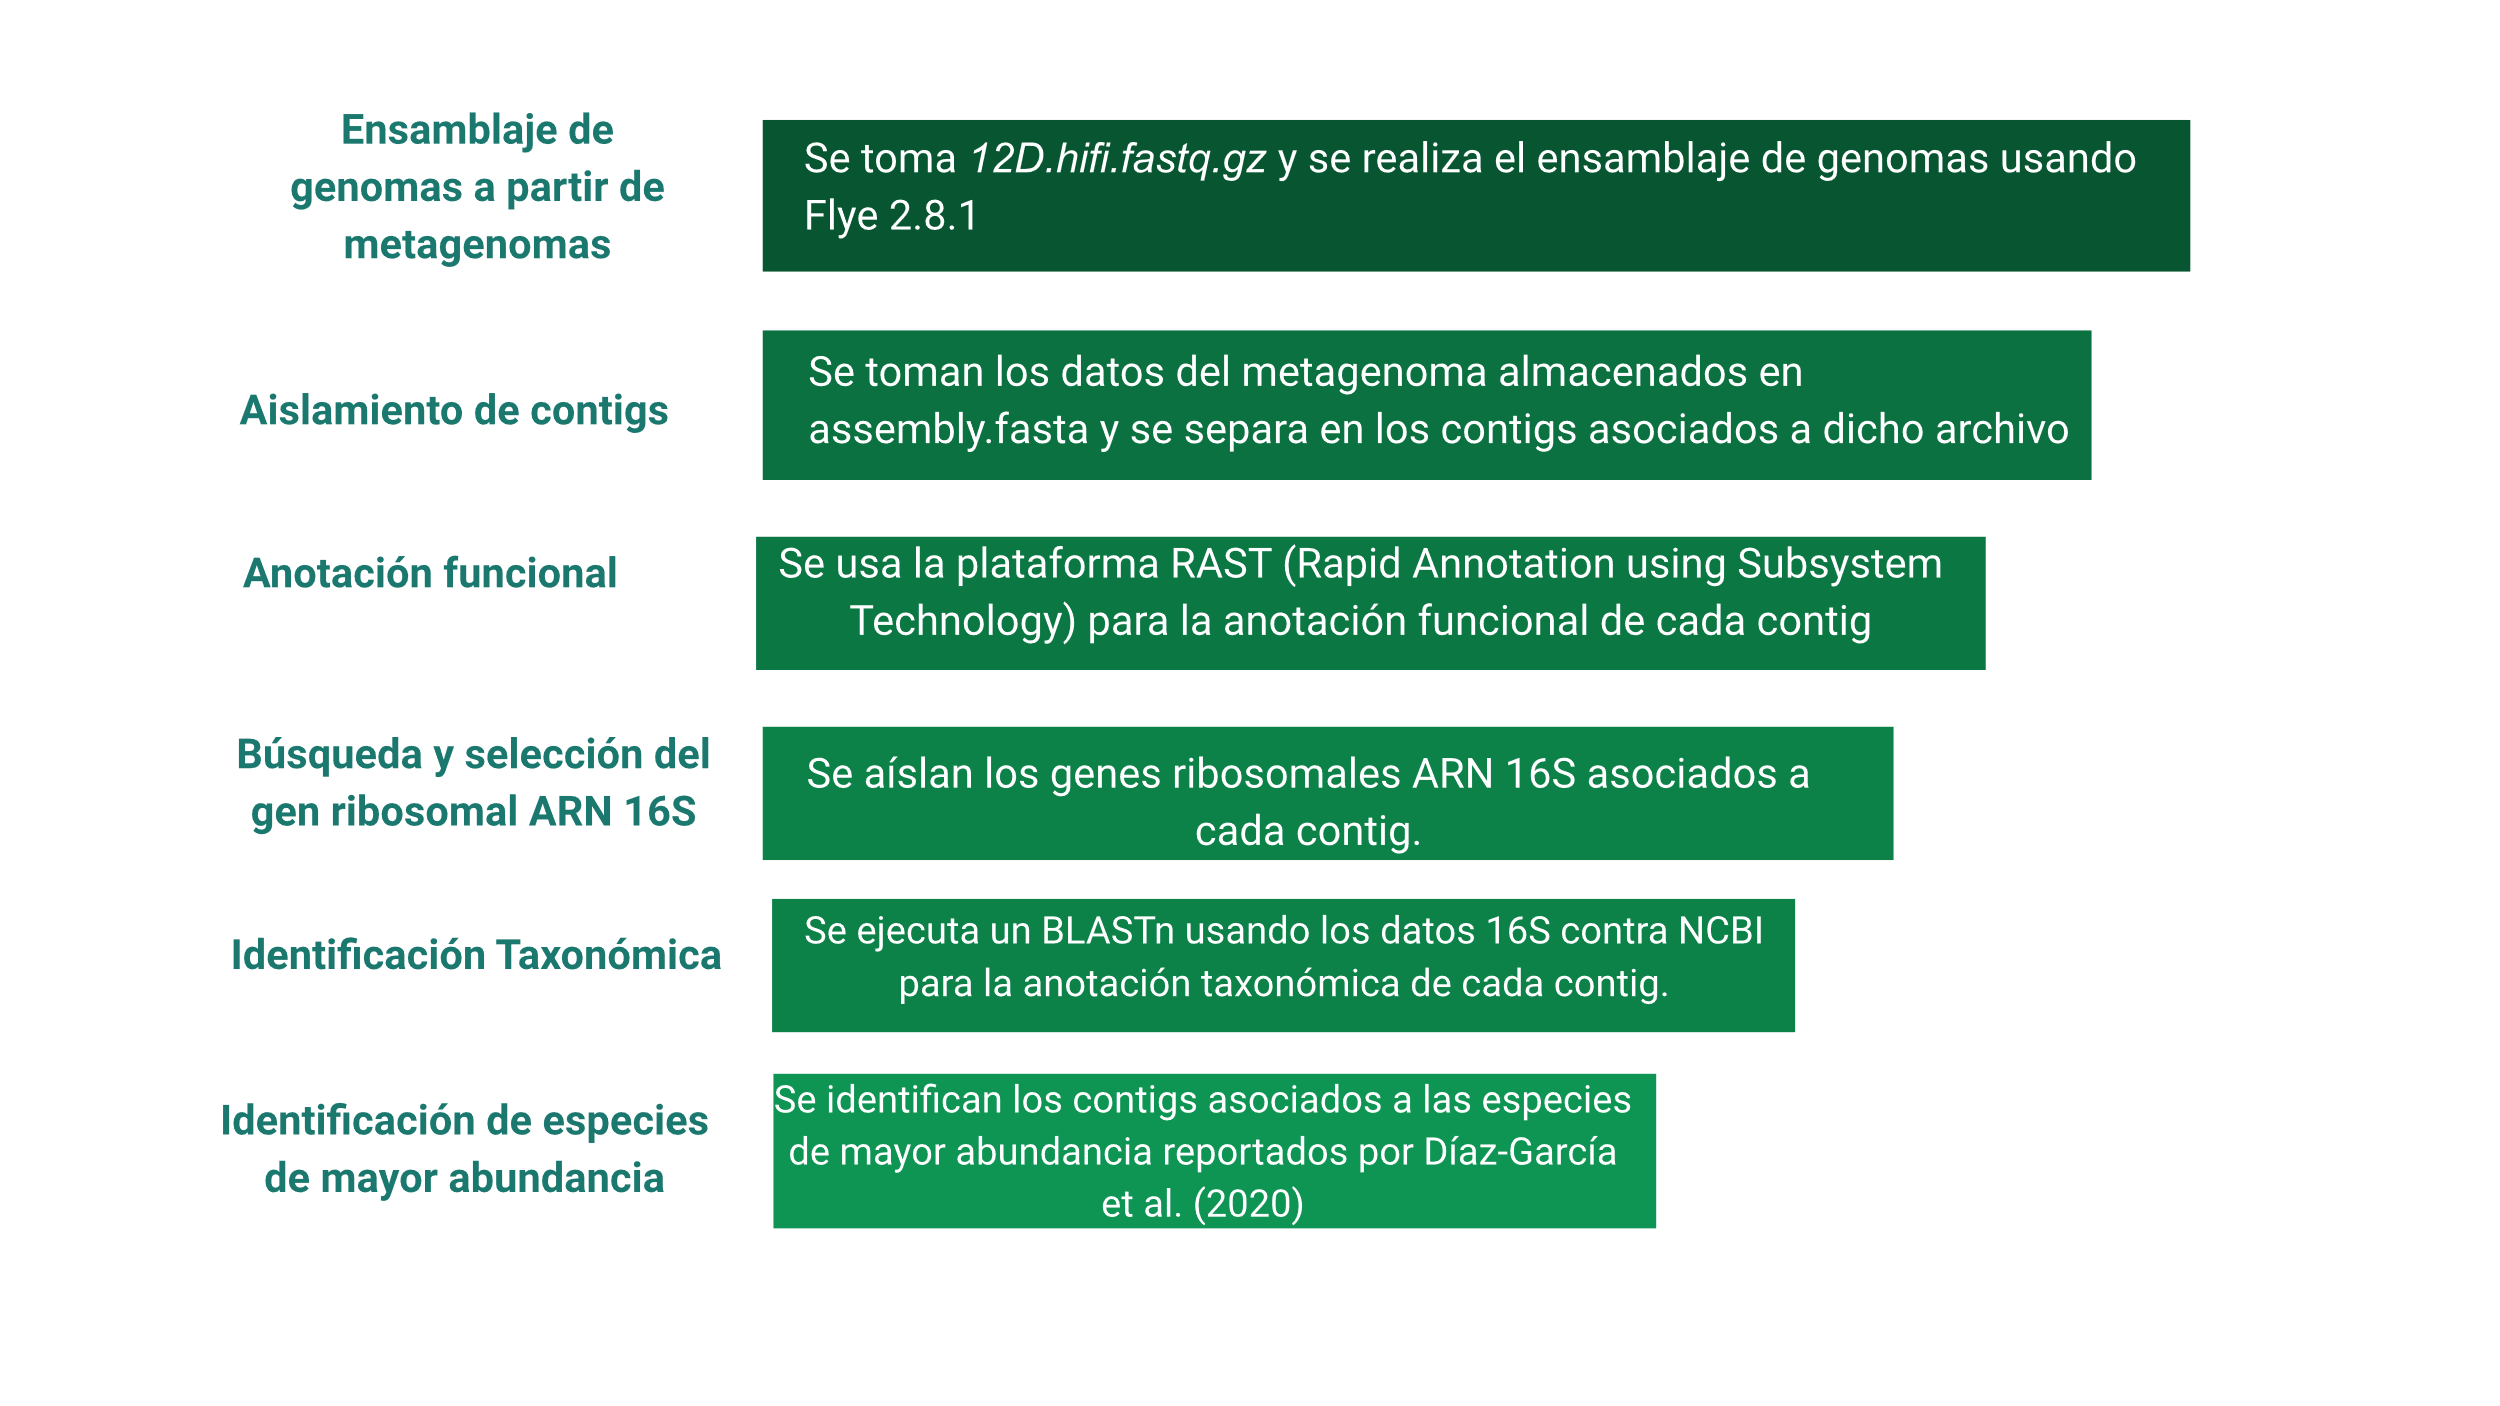 Ensamblaje de
genomas a partir de
metagenomas
Se toma 12D.hifi.fastq.gz y se realiza el ensamblaje de genomas usando
Flye 2.8.1
Aislamiento de contigs
Se toman los datos del metagenoma almacenados en
assembly.fasta y se separa en los contigs asociados a dicho archivo
Anotación funcional
Se usa la plataforma RAST (Rapid Annotation using Subsystem
Technology) para la anotación funcional de cada contig
Búsqueda y selección del
gen ribosomal ARN 16S
Se aíslan los genes ribosomales ARN 16S asociados a
cada contig.
Identificación Taxonómica
Se ejecuta un BLASTn usando los datos 16S contra NCBI
para la anotación taxonómica de cada contig.
Identificación de especies
de mayor abundancia
Se identifican los contigs asociados a las especies
de mayor abundancia reportados por Díaz-García
et al. (2020)